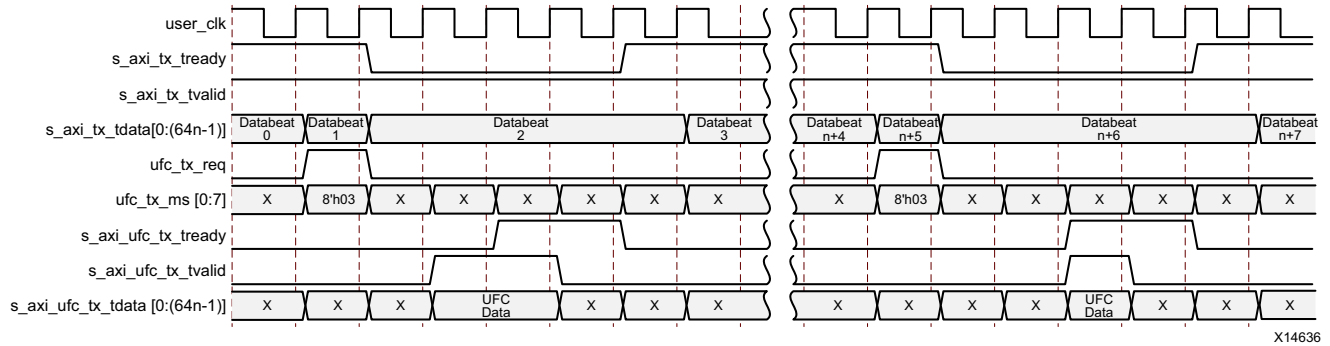 user_clk
s_axi_tx_tready
s_axi_tx_tvalid
s_axi_tx_tdata[0:(64n-1)] Databeat 0 Databeat 1 Databeat 2 Databeat 3 Databeat n+4 Databeat n+5 Databeat n+6 Databeat n+7
ufc_tx_req
ufc_tx_ms [0:7] X 8'h03 X X X X X X X 8'h03 X X X X X X
s_axi_ufc_tx_tready
s_axi_ufc_tx_tvalid
s_axi_ufc_tx_tdata [0:(64n-1)] X X X UFC Data X X X X X X X UFC Data X X X
X14636